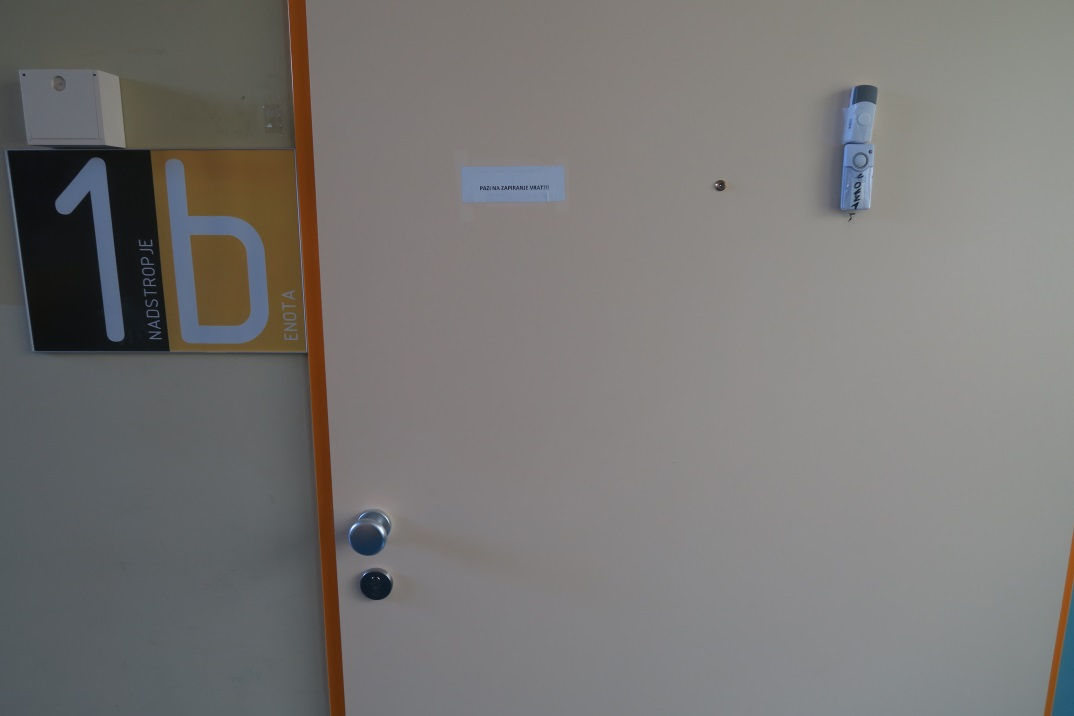 1
NADSTROPJE
b
ENOTA
PAZI NA ZAPIRANJE VRAT!!!